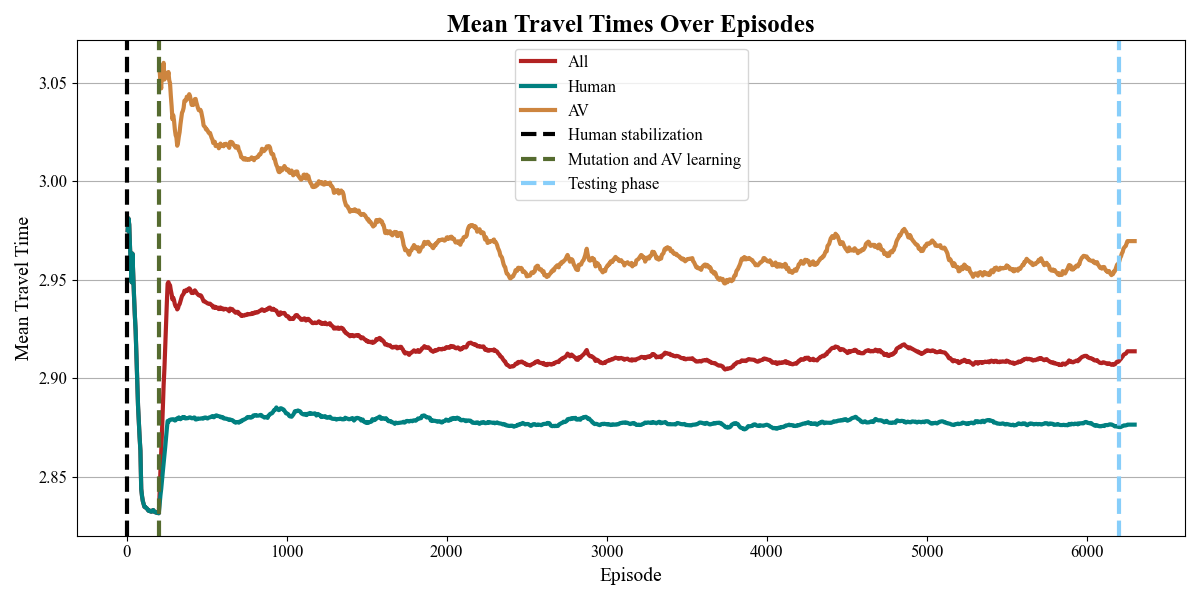 Mean Travel Times Over Episodes
All
Human
AV
Human stabilization
Mutation and AV learning
Testing phase
Mean Travel Time
3.05
3.00
2.95
2.90
2.85
0 1000 2000 3000 4000 5000 6000
Episode